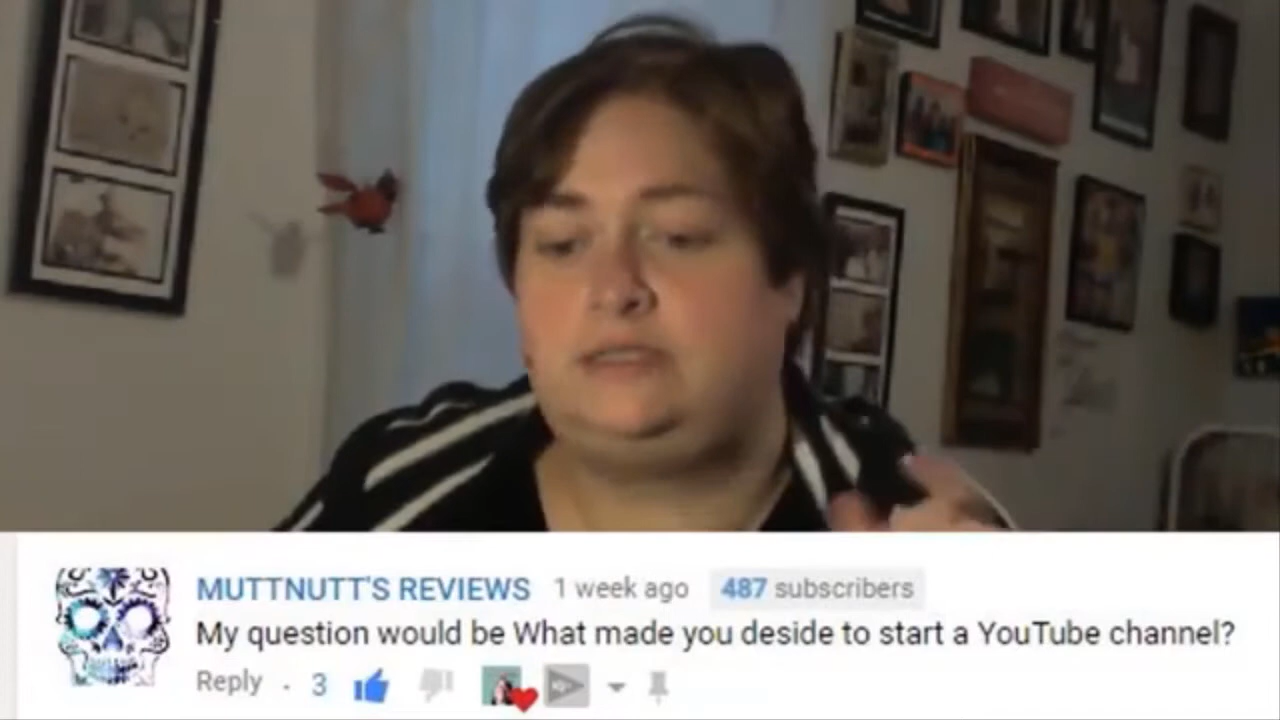 MUTTNUTT'S REVIEWS 1 week ago 487 subscribers
My question would be What made you deside to start a YouTube channel?
Reply . 3